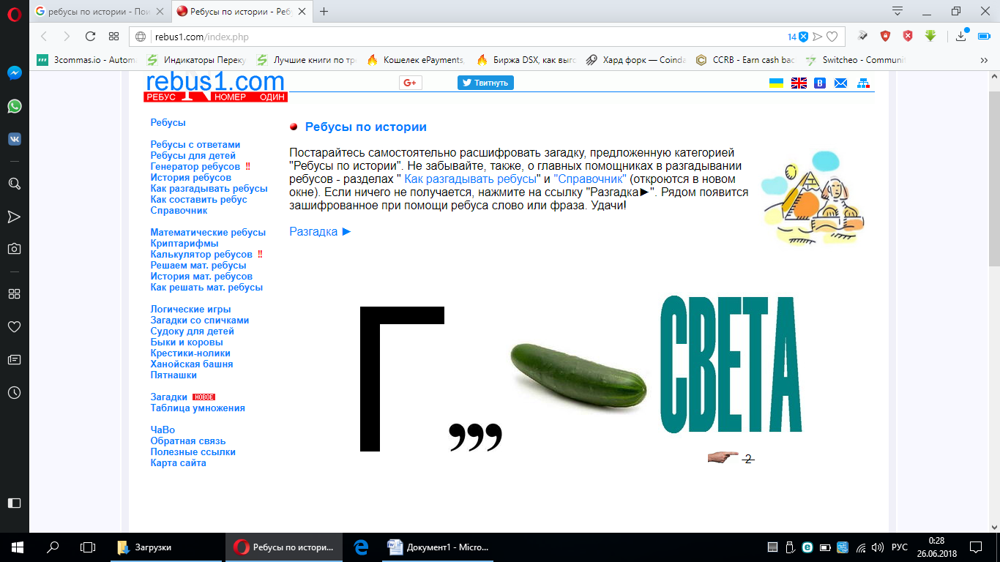 ребусы по истории - Пои
Ребусы по истории - Реб
rebus1.com/index.php
14
3commas.io - Automa
Индикаторы Переку
Лучшие книги по тре
Кошелек ePayments,
Биржа DSX, как выго
Хард форк — Coinda
CCRB - Earn cash bac
Switcheo - Communit
rebus1.com
РЕБУС N НОМЕР ОДИН
G+
Твитнуть
B
Ребусы
Ребусы с ответами
Ребусы для детей
Генератор ребусов !!
История ребусов
Как разгадывать ребусы
Как составить ребус
Справочник
Математические ребусы
Криптарифмы
Калькулятор ребусов !!
Решаем мат. ребусы
История мат. ребусов
Как решать мат. ребусы
Логические игры
Загадки со спичками
Судоку для детей
Быки и коровы
Крестики-нолики
Ханойская башня
Пятнашки
Загадки НОВОЕ
Таблица умножения
ЧаВо
Обратная связь
Полезные ссылки
Карта сайта
Ребусы по истории
Постарайтесь самостоятельно расшифровать загадку, предложенную категорией
"Ребусы по истории". Не забывайте, также, о главных помощниках в разгадывании
ребусов - разделах " Как разгадывать ребусы" и "Справочник" (откроются в новом
окне). Если ничего не получается, нажмите на ссылку "Разгадка►". Рядом появится
зашифрованное при помощи ребуса слово или фраза. Удачи!
Разгадка ►
Г
,,,
СВЕТА
2
Загрузки
Ребусы по истори...
Документ1 - Micro...
РУС
0:28
26.06.2018